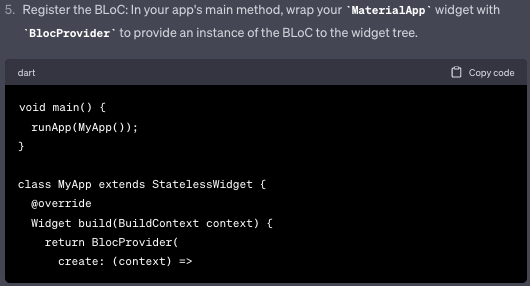 5. Register the BLoC: In your app's main method, wrap your `MaterialApp` widget with
`BlocProvider` to provide an instance of the BLoC to the widget tree.
dart Copy code
void main() {
  runApp(MyApp());
}
class MyApp extends StatelessWidget {
  @override
  Widget build(BuildContext context) {
    return BlocProvider(
      create: (context) =>